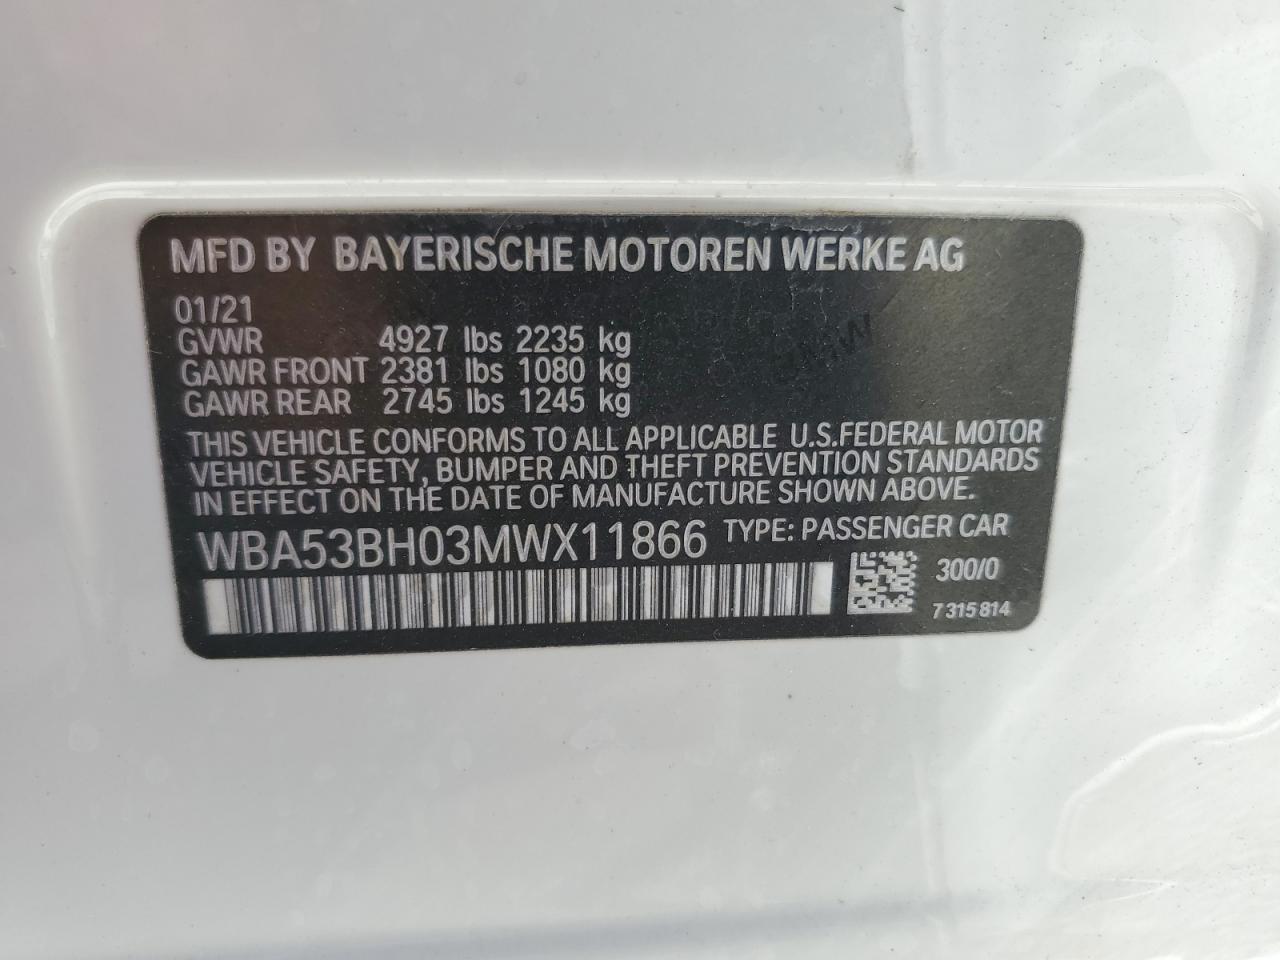 MFD BY BAYERISCHE MOTOREN WERKE AG
01/21
GVWR 4927 lbs 2235 kg
GAWR FRONT 2381 lbs 1080 kg
GAWR REAR 2745 lbs 1245 kg
THIS VEHICLE CONFORMS TO ALL APPLICABLE U.S.FEDERAL MOTOR
VEHICLE SAFETY, BUMPER AND THEFT PREVENTION STANDARDS
IN EFFECT ON THE DATE OF MANUFACTURE SHOWN ABOVE.
WBA53BH03MWX11866 TYPE: PASSENGER CAR
300/0
7 315 814